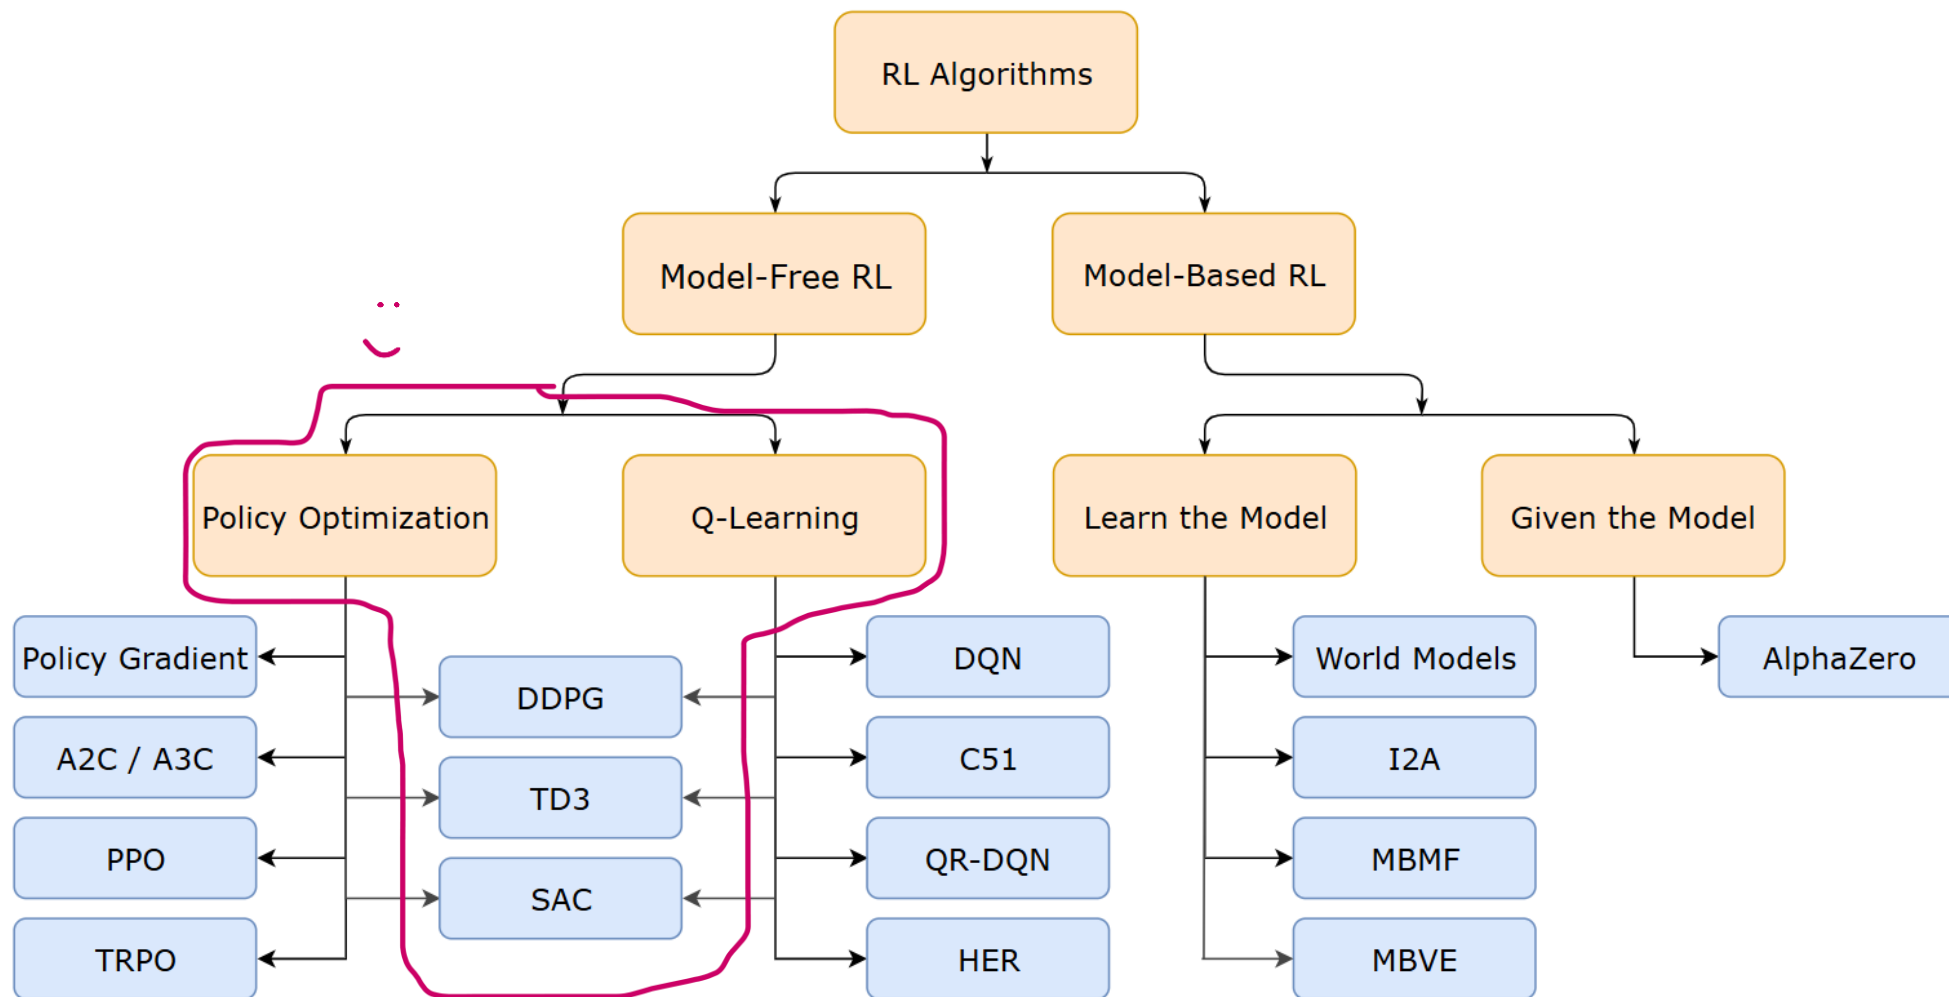 RL Algorithms
Model-Free RL
Model-Based RL
Policy Optimization
Q-Learning
Learn the Model
Given the Model
Policy Gradient
DDPG
DQN
World Models
AlphaZero
A2C / A3C
TD3
C51
I2A
PPO
SAC
QR-DQN
MBMF
TRPO
HER
MBVE